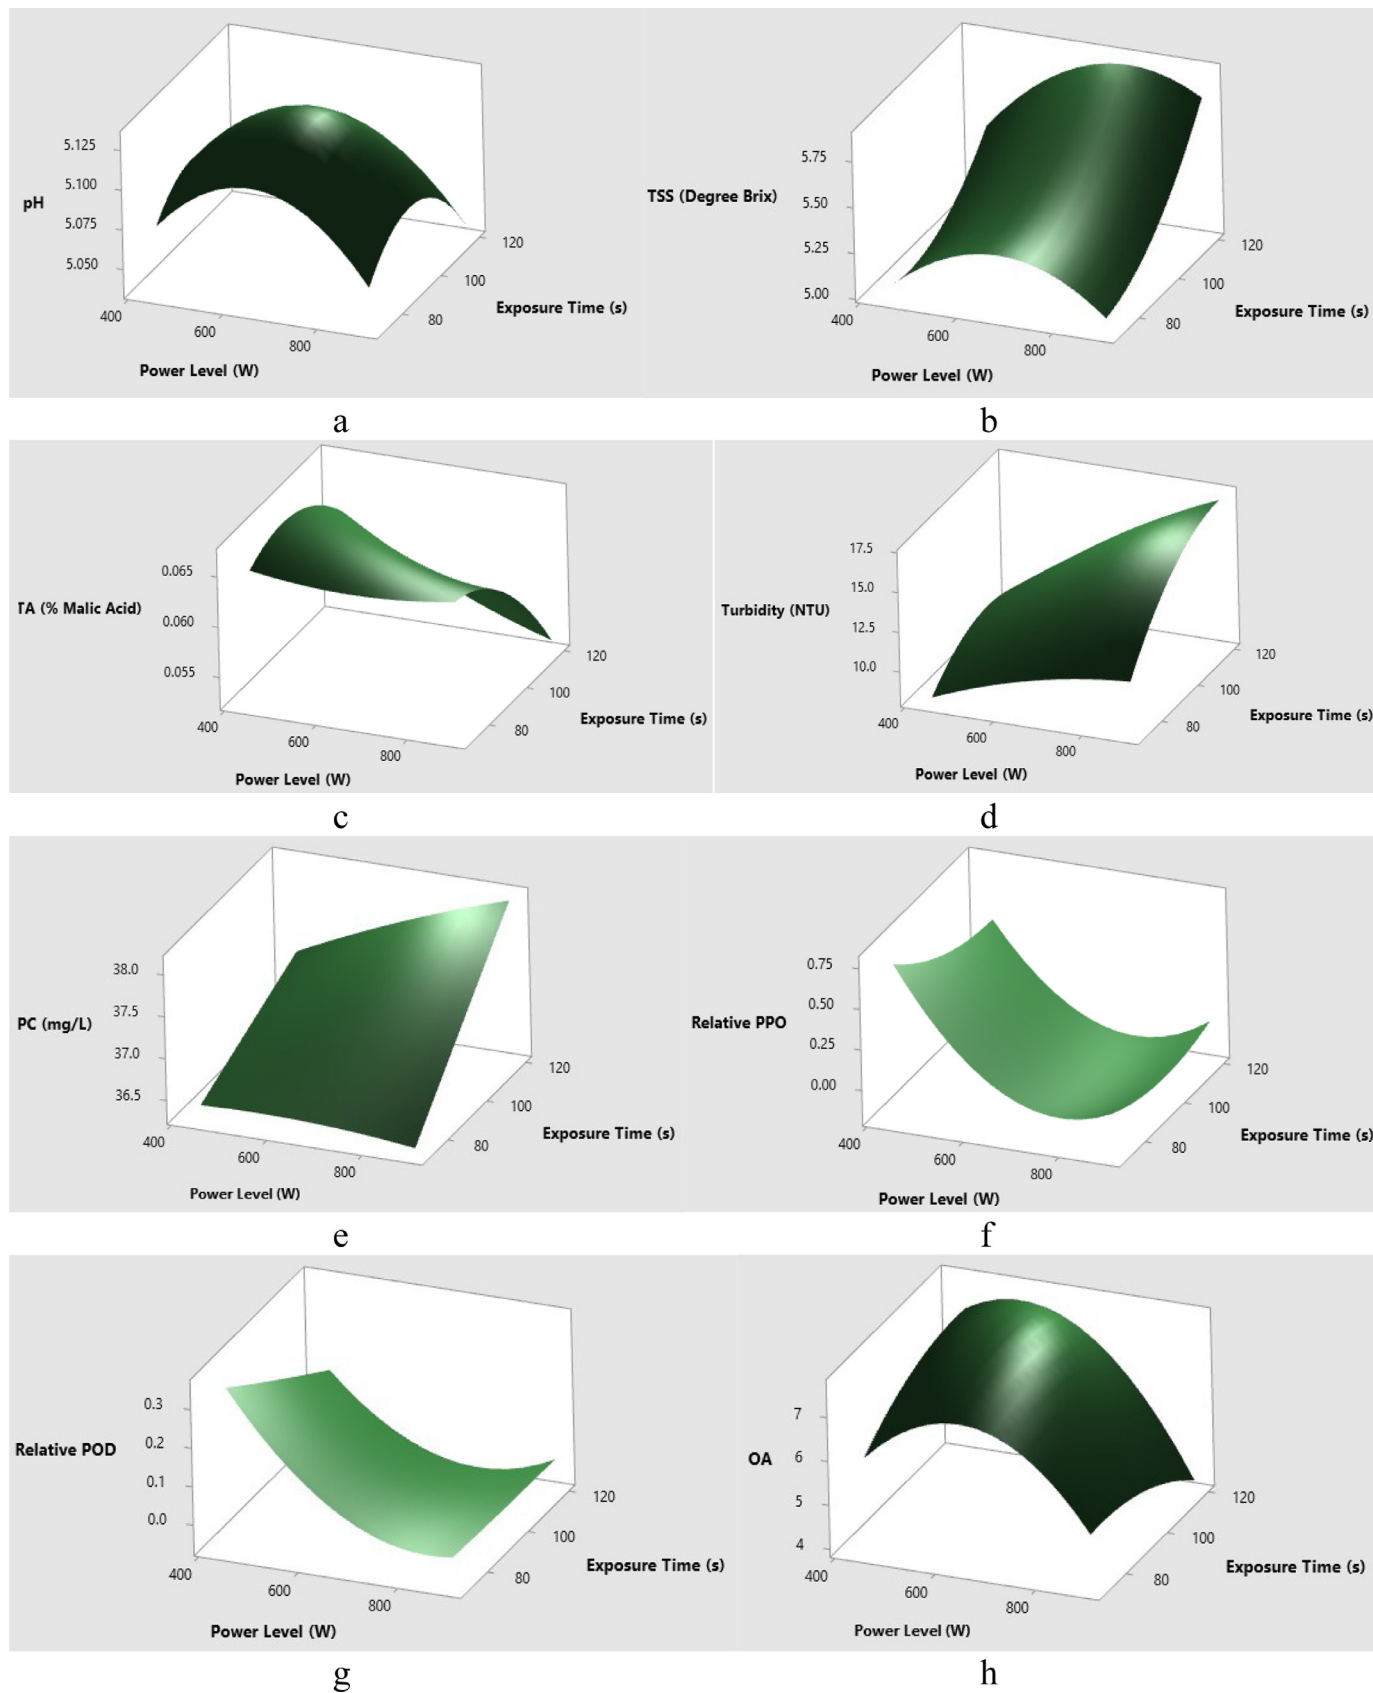 5.125
5.100
pH
5.075
5.050
400
600
800
80
100
120
Exposure Time (s)
Power Level (W)
a
5.75
TSS (Degree Brix)
5.50
5.25
5.00
400
600
800
80
100
120
Exposure Time (s)
Power Level (W)
b
0.065
TA (% Malic Acid)
0.060
0.055
400
600
800
80
100
120
Exposure Time (s)
Power Level (W)
c
17.5
15.0
Turbidity (NTU)
12.5
10.0
400
600
800
80
100
120
Exposure Time (s)
Power Level (W)
d
38.0
PC (mg/L)
37.5
37.0
36.5
400
600
800
80
100
120
Exposure Time (s)
Power Level (W)
e
0.75
0.50
Relative PPO
0.25
0.00
400
600
800
80
100
120
Exposure Time (s)
Power Level (W)
f
0.3
0.2
Relative POD
0.1
0.0
400
600
800
80
100
120
Exposure Time (s)
Power Level (W)
g
7
6
OA
5
4
400
600
800
80
100
120
Exposure Time (s)
Power Level (W)
h